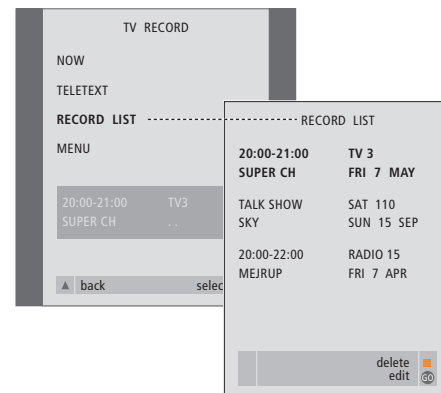 TV RECORD
NOW
TELETEXT
RECORD LIST
MENU
20:00-21:00 TV3
SUPER CH . .
back selec
RECORD LIST
20:00-21:00 TV 3
SUPER CH FRI 7 MAY
TALK SHOW SAT 110
SKY SUN 15 SEP
20:00-22:00 RADIO 15
MEJRUP FRI 7 APR
delete
edit GO